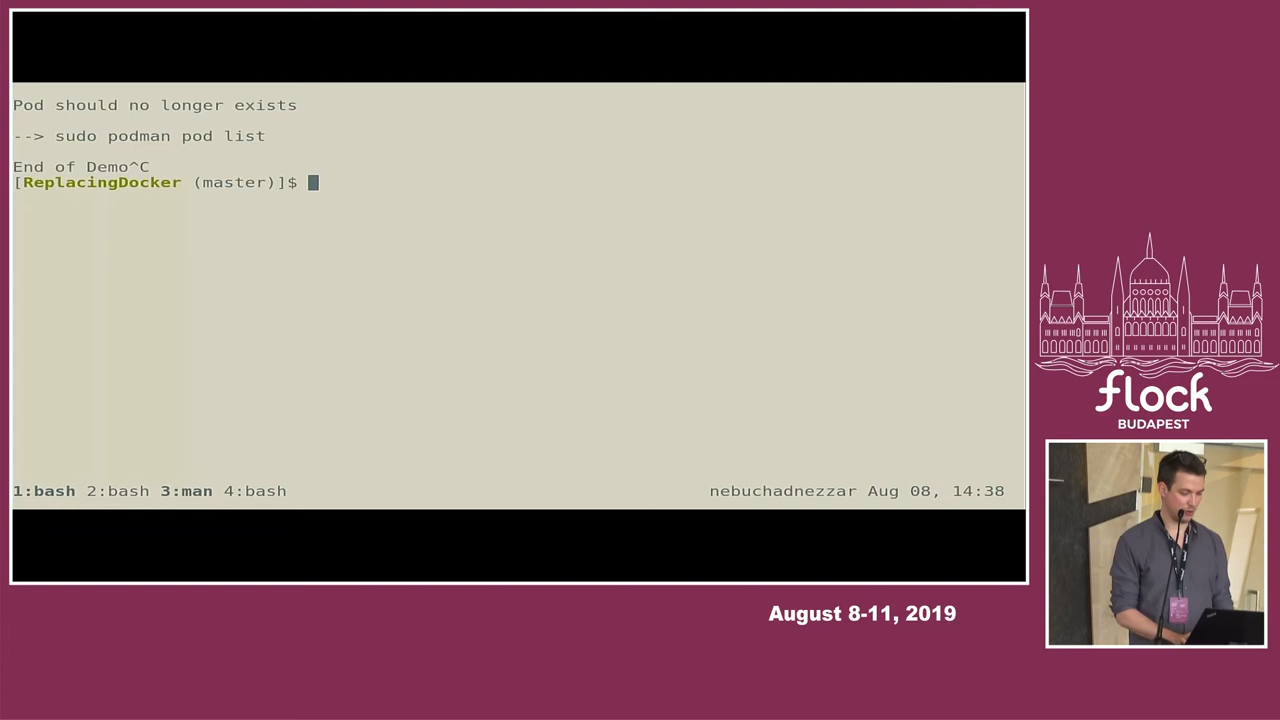 Pod should no longer exists
--> sudo podman pod list
End of Demo^C
[ReplacingDocker (master)]$
1:bash 2:bash 3:man 4:bash
nebuchadnezzar Aug 08, 14:38
flock
BUDAPEST
August 8-11, 2019